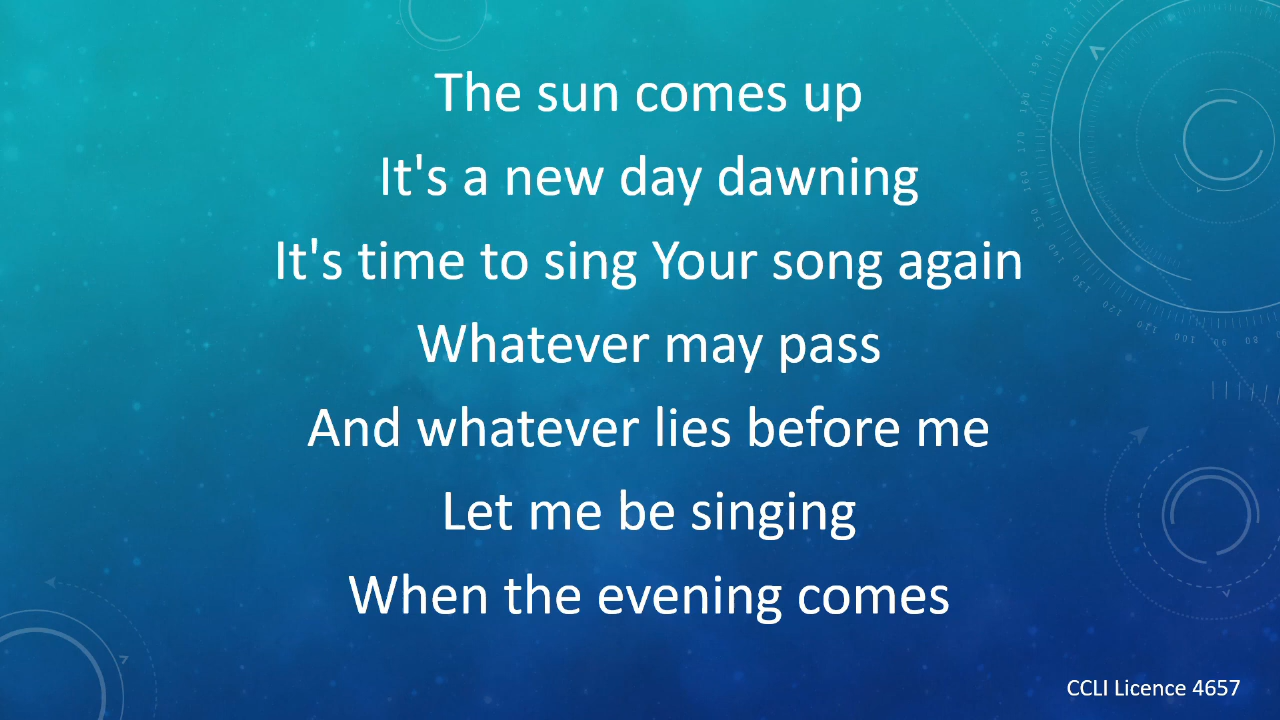 The sun comes up
It's a new day dawning
It's time to sing Your song again
Whatever may pass
And whatever lies before me
Let me be singing
When the evening comes
CCLI Licence 4657